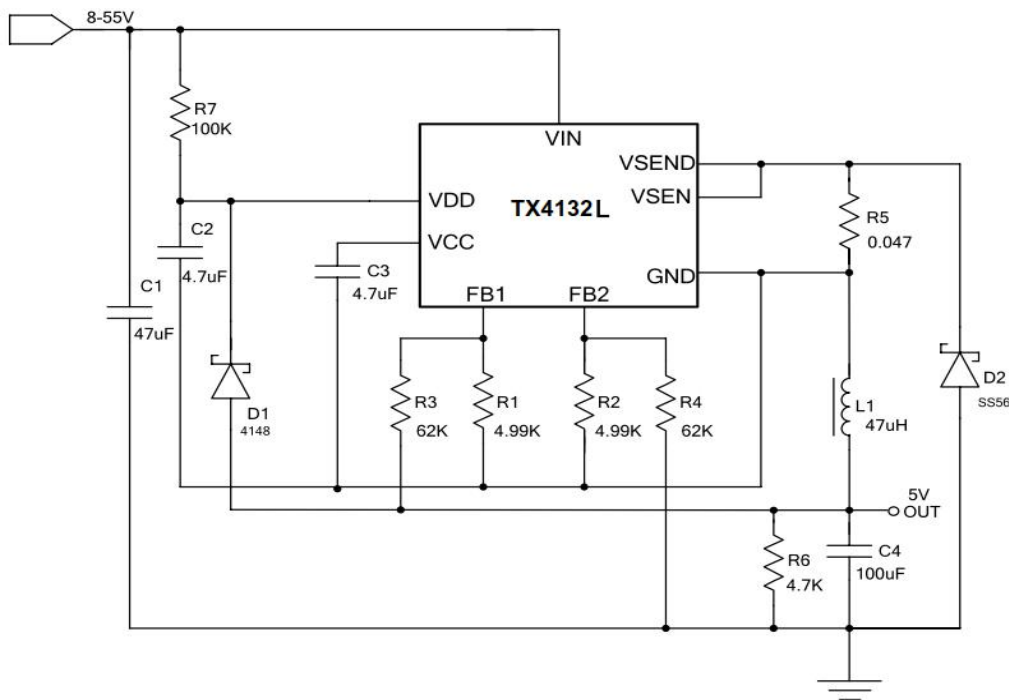 8-55V
R7
100K
VIN
VSEND
VSEN
TX4132L
VDD
VCC
GND
FB1
FB2
C2
4.7uF
C3
4.7uF
C1
47uF
R5
0.047
D1
4148
R3
62K
R1
4.99K
R2
4.99K
R4
62K
L1
47uH
D2
SS56
5V
OUT
R6
4.7K
C4
100uF